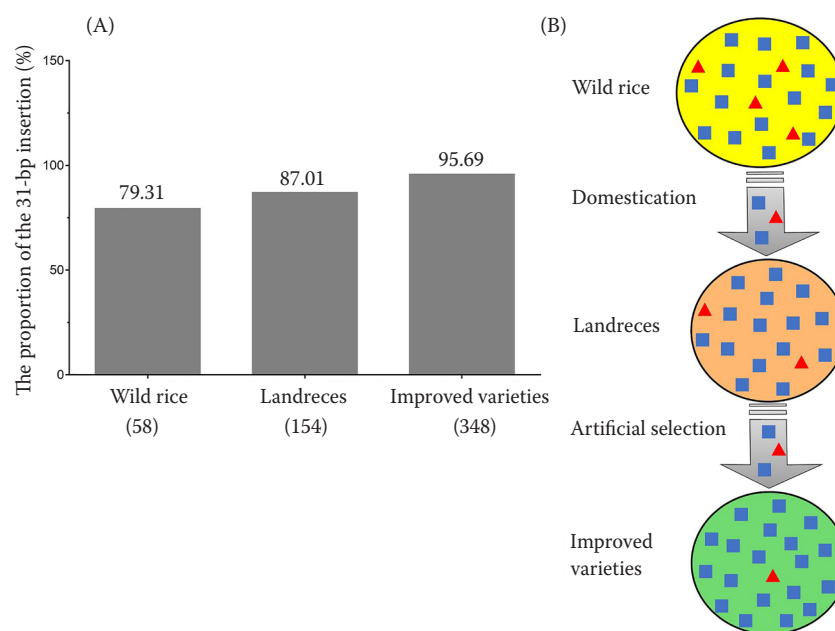 (A)
The proportion of the 31-bp insertion (%)
150
100
50
0
79.31
87.01
95.69
Wild rice
(58)
Landreces
(154)
Improved varieties
(348)
(B)
Wild rice
Domestication
Landreces
Artificial selection
Improved
varieties